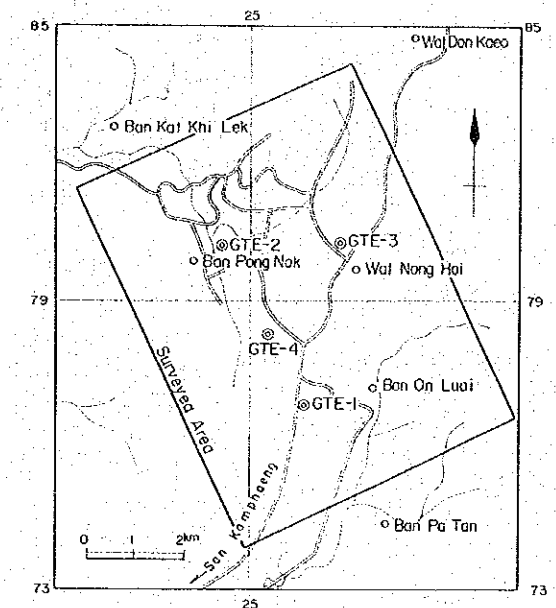 25
85
85
Wat Don Kaeo
Ban Kat Khi Lek
GTE-2
GTE-3
Ban Pong Nok
Wat Nong Hoi
79
79
GTE-4
Surveyed Area
Ban On Luai
GTE-1
San Kamphaeng
Ban Pa Tan
0 1 2km
73
73
25